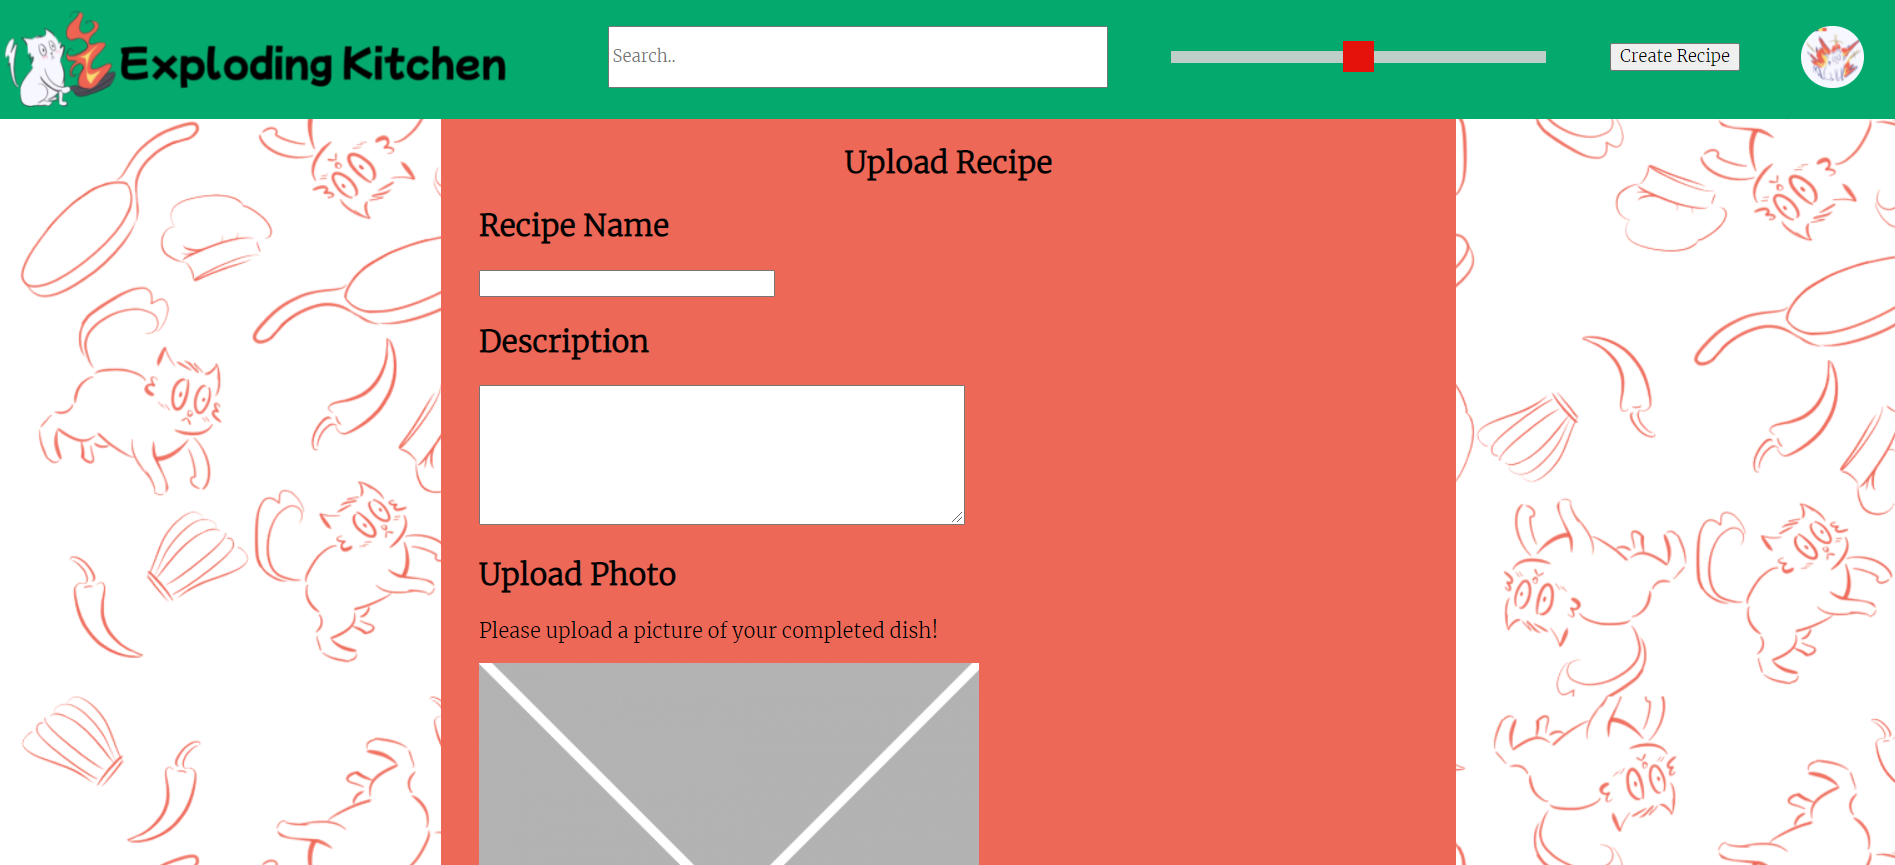 Exploding Kitchen
Search..
Create Recipe
Upload Recipe
Recipe Name
Description
Upload Photo
Please upload a picture of your completed dish!